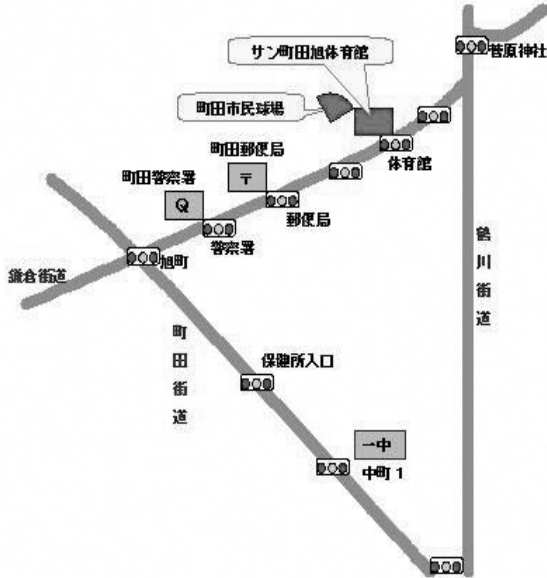 菅原神社
サン町田旭体育館
町田市民球場
体育館
町田郵便局
〒
郵便局
町田警察署
警察署
旭町
鎌倉街道
鶴川街道
町田街道
保健所入口
一中
中町1